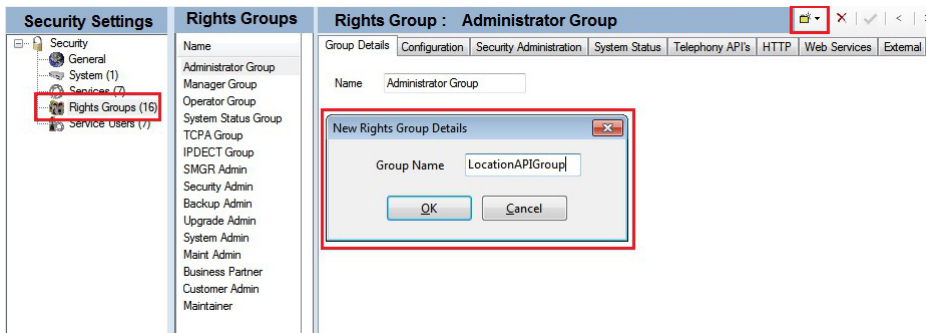 Security Settings
Security
General
System (1)
Services (7)
Rights Groups (16)
Service Users (7)
Rights Groups
Name
Administrator Group
Manager Group
Operator Group
System Status Group
TCPA Group
IPDECT Group
SMGR Admin
Security Admin
Backup Admin
Upgrade Admin
System Admin
Maint Admin
Business Partner
Customer Admin
Maintainer
Rights Group : Administrator Group
Group Details Configuration Security Administration System Status Telephony API's HTTP Web Services External
Name Administrator Group
New Rights Group Details
Group Name LocationAPIGroup
OK Cancel